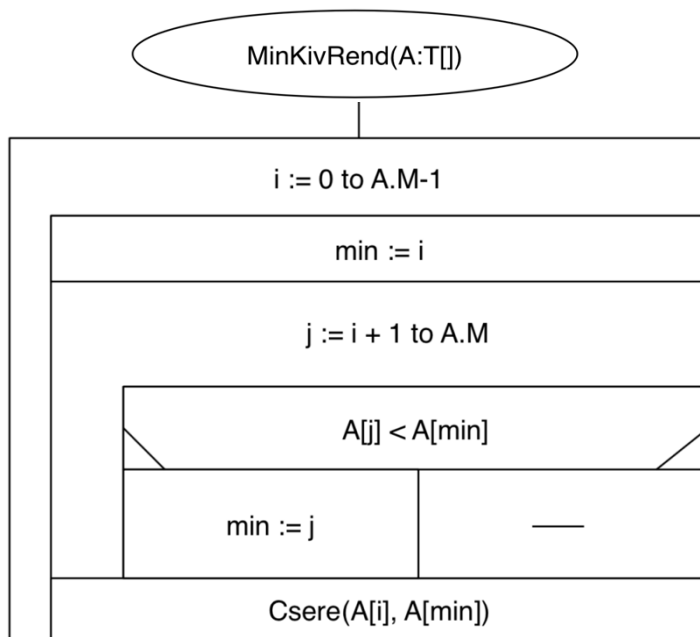 MinKivRend(A:T[])
i := 0 to A.M-1
min := i
j := i + 1 to A.M
A[j] < A[min]
min := j
Csere(A[i], A[min])